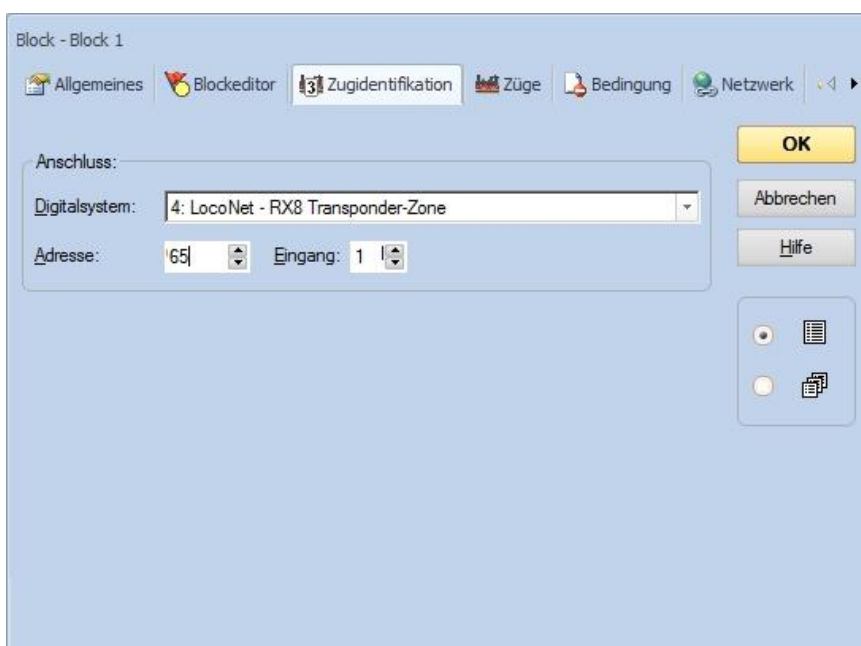 Block - Block 1
Allgemeines Blockeditor Zugidentifikation Züge Bedingung Netzwerk
OK
Anschluss:
Digitalsystem: 4: LocoNet - RX8 Transponder-Zone
Abbrechen
Adresse: 65 Eingang: 1
Hilfe